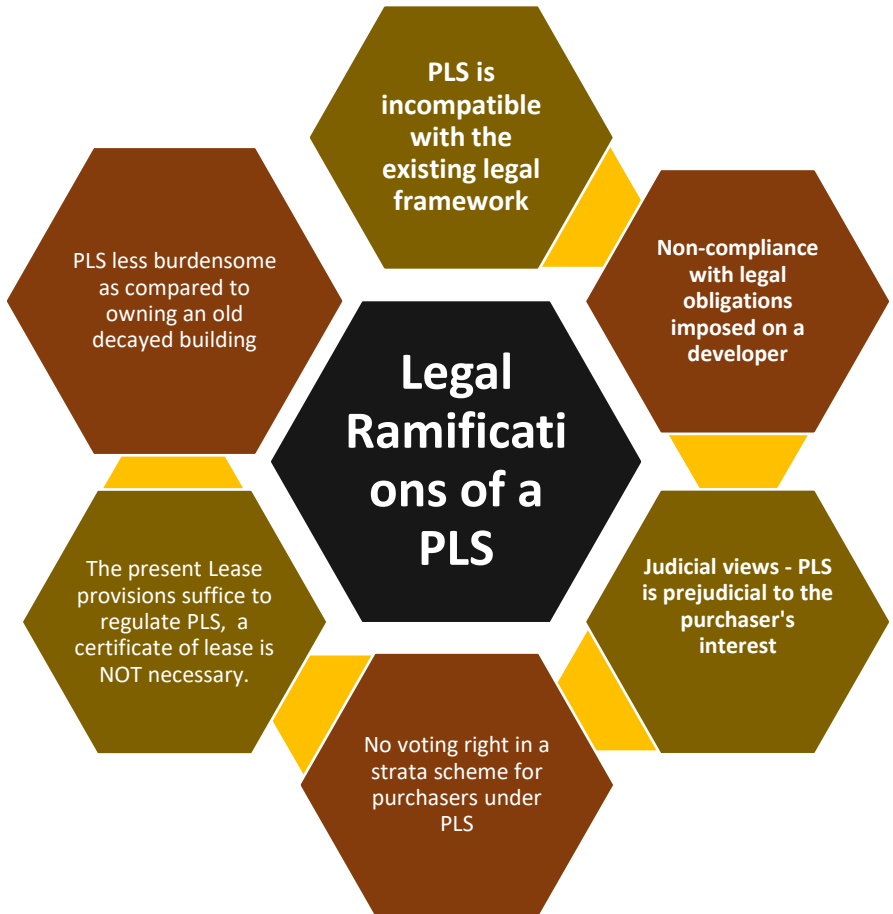 PLS is
incompatible
with the
existing legal
framework
Non-compliance
with legal
obligations
imposed on a
developer
Judicial views - PLS
is prejudicial to the
purchaser's
interest
No voting right in a
strata scheme for
purchasers under
PLS
The present Lease
provisions suffice to
regulate PLS, a
certificate of lease is
NOT necessary.
PLS less burdensome
as compared to
owning an old
decayed building
Legal
Ramificati
ons of a
PLS